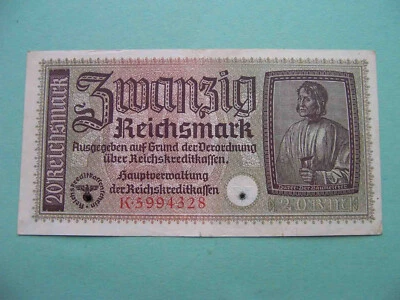 20 Reichsmark
Zwanzig
Reichsmark
Ausgegeben auf Grund der Verordnung
über Reichskreditkassen.
Hauptverwaltung
der Reichskreditkassen
K·5994328